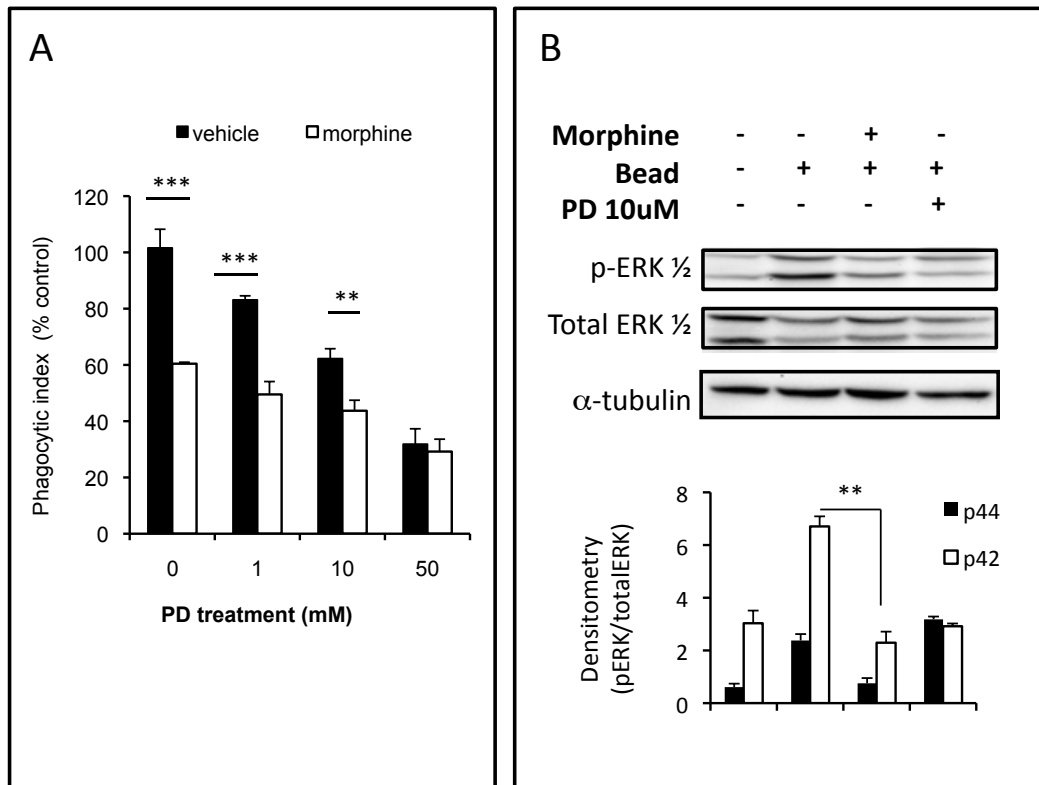 A
vehicle morphine
***
***
**
120
100
80
60
40
20
0
Phagocytic index (% control)
0 1 10 50
PD treatment (mM)
B
Morphine - - + -
Bead - + + +
PD 10uM - - - +
p-ERK ½
Total ERK ½
α-tubulin
**
p44
p42
8
6
4
2
0
Densitometry
(pERK/totalERK)